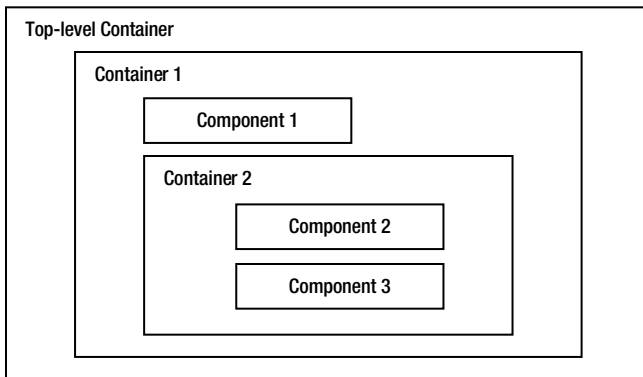 Top-level Container
Container 1
Component 1
Container 2
Component 2
Component 3